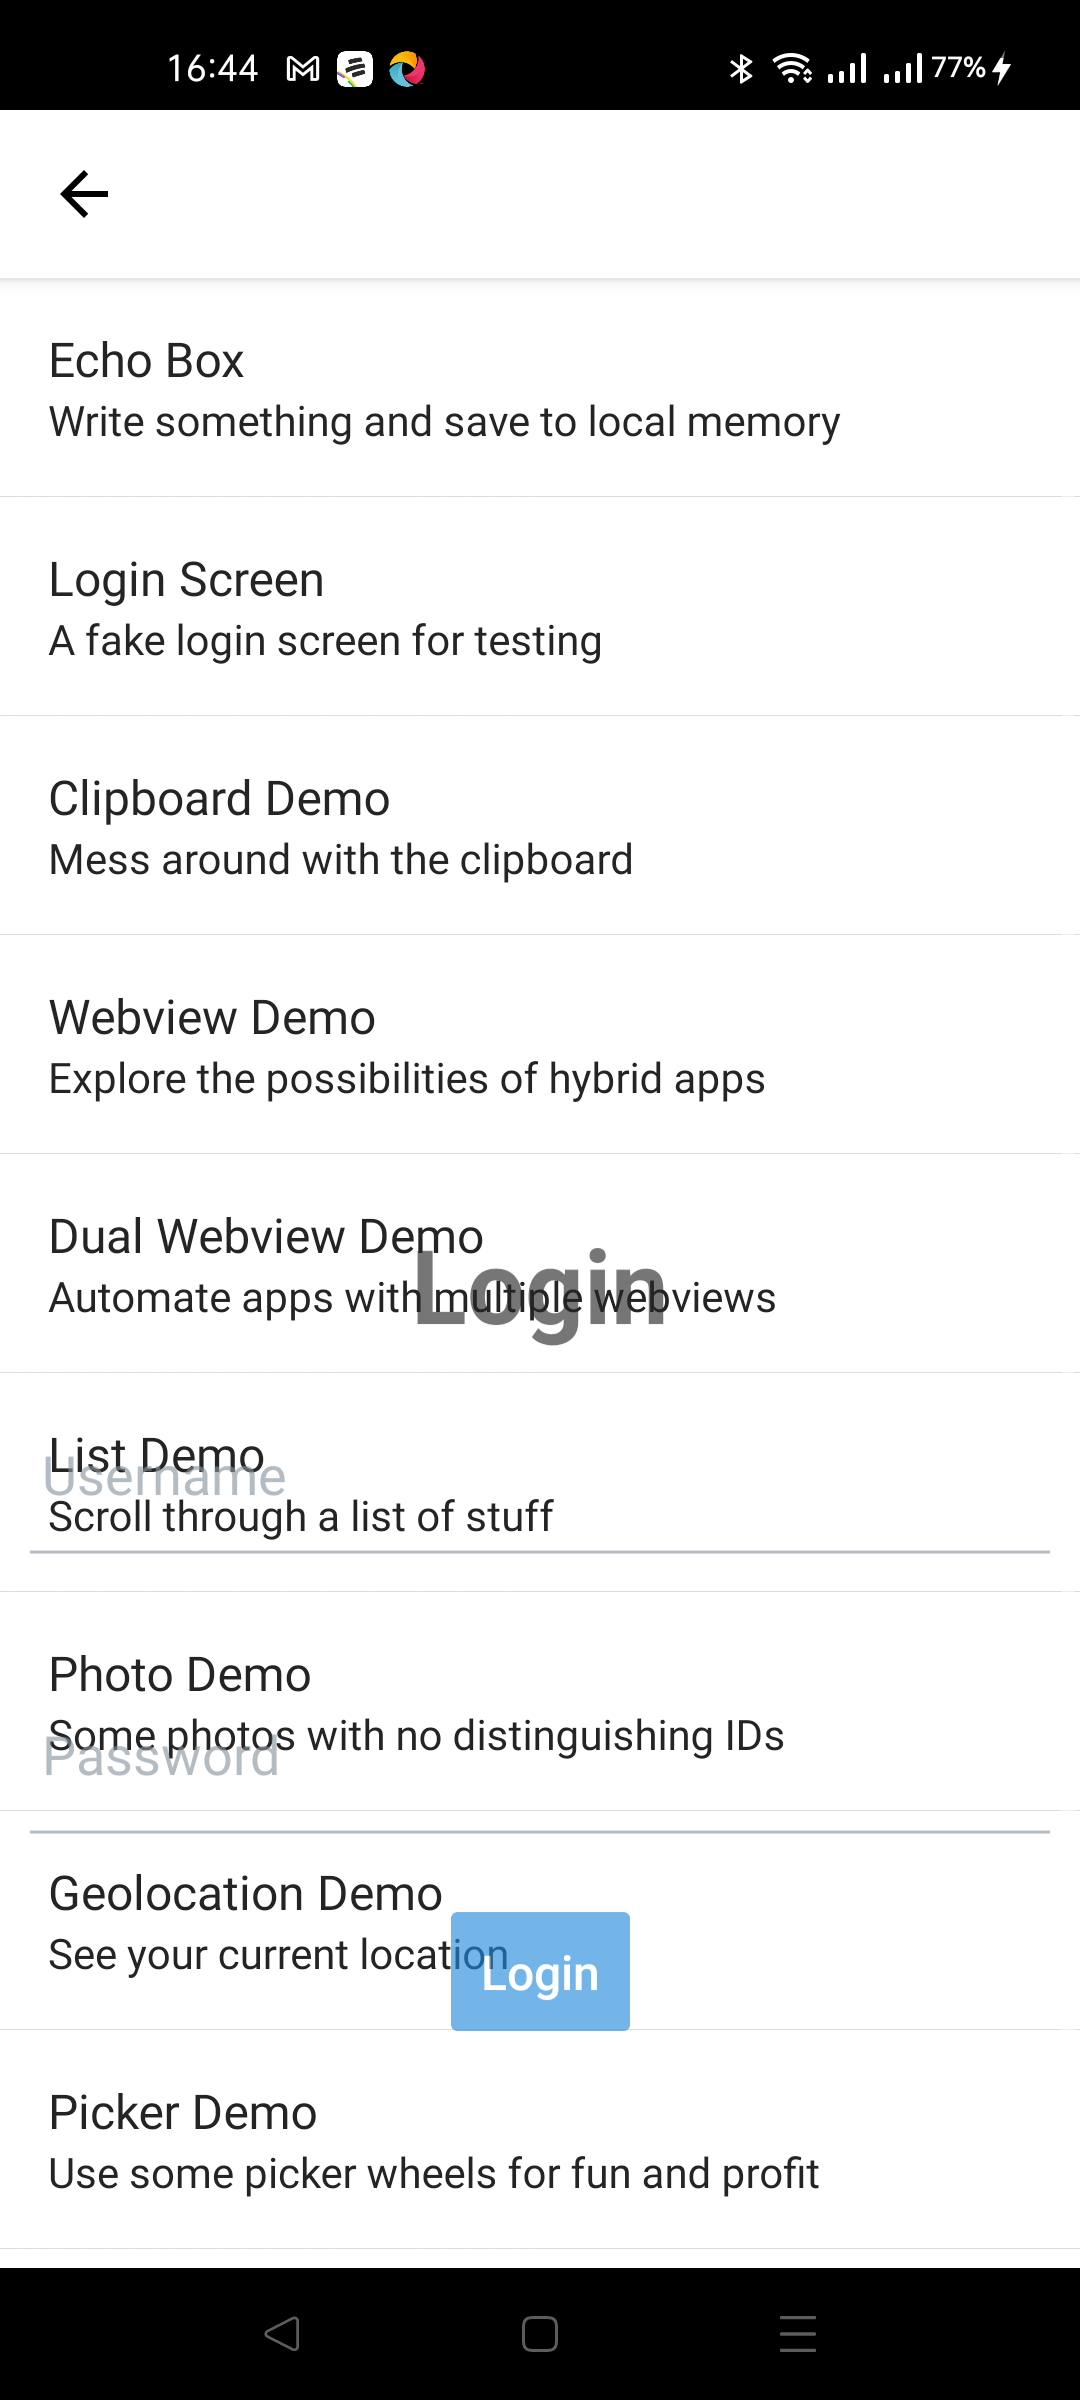 16:44
77%
Echo Box
Write something and save to local memory
Login Screen
A fake login screen for testing
Clipboard Demo
Mess around with the clipboard
Webview Demo
Explore the possibilities of hybrid apps
Dual Webview Demo
Login
Automate apps with multiple webviews
List Demo
Username
Scroll through a list of stuff
Photo Demo
Some photos with no distinguishing IDs
Password
Geolocation Demo
See your current location
Login
Picker Demo
Use some picker wheels for fun and profit